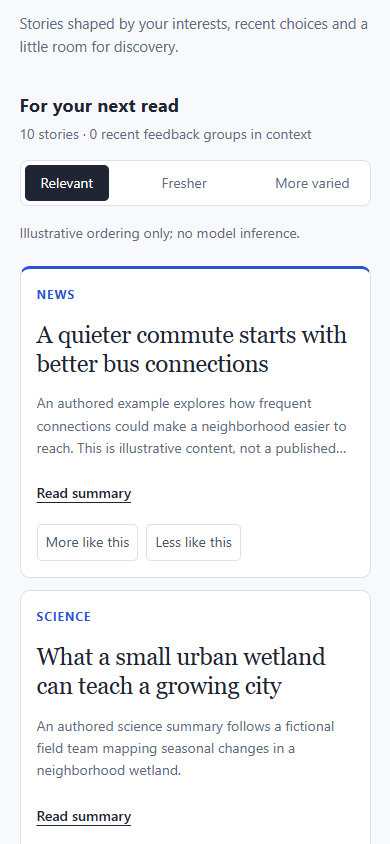 Stories shaped by your interests, recent choices and a
little room for discovery.
For your next read
10 stories · 0 recent feedback groups in context
Relevant
Fresher
More varied
Illustrative ordering only; no model inference.
NEWS
A quieter commute starts with
better bus connections
An authored example explores how frequent
connections could make a neighborhood easier to
reach. This is illustrative content, not a published...
Read summary
More like this
Less like this
SCIENCE
What a small urban wetland
can teach a growing city
An authored science summary follows a fictional
field team mapping seasonal changes in a
neighborhood wetland.
Read summary